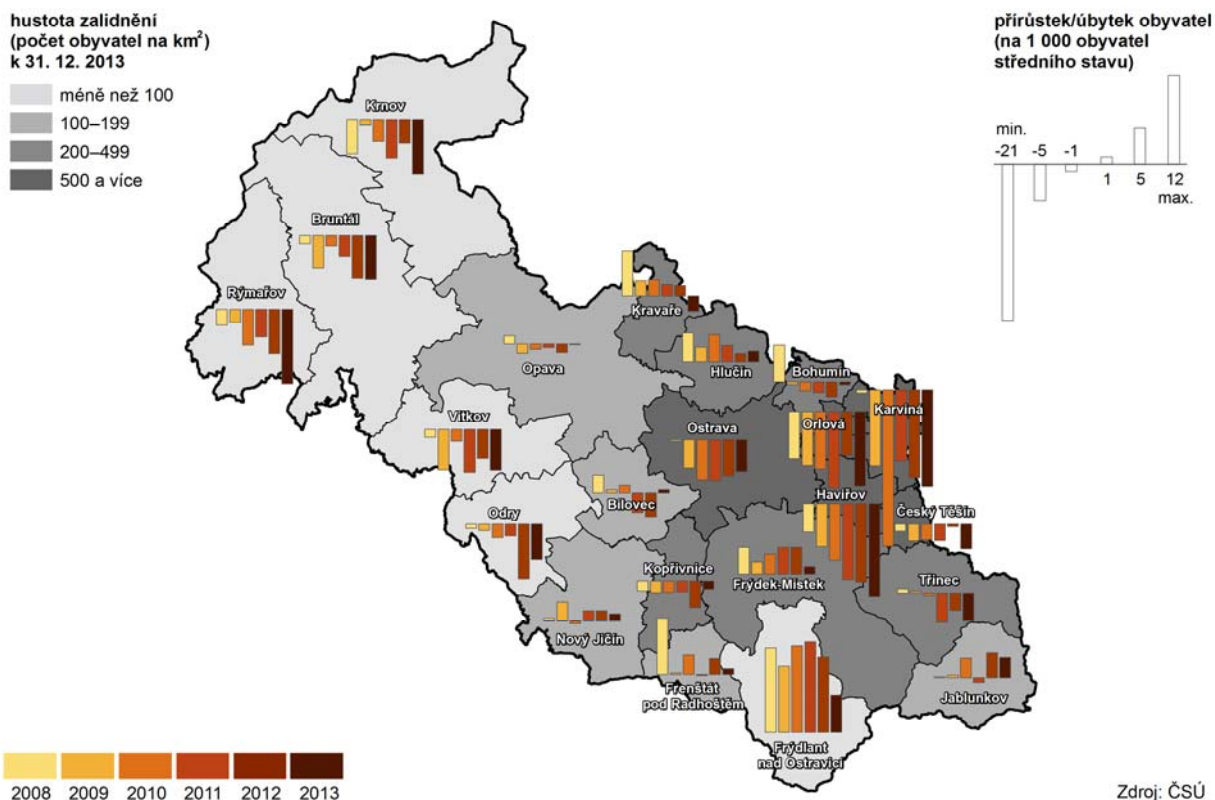 hustota zalidnění
(počet obyvatel na km²)
k 31. 12. 2013
méně než 100
100–199
200–499
500 a více
přírůstek/úbytek obyvatel
(na 1 000 obyvatel
středního stavu)
min.
-21
-5
-1
1
5
12
max.
Krnov
Bruntál
Rýmařov
Kravaře
Opava
Hlučín
Bohumín
Karviná
Vítkov
Ostrava
Orlová
Bílovec
Havířov
Odry
Český Těšín
Kopřivnice
Frýdek-Místek
Třinec
Nový Jičín
Frenštát
pod Radhoštěm
Jablunkov
Frýdlant
nad Ostravicí
2008
2009
2010
2011
2012
2013
Zdroj: ČSÚ